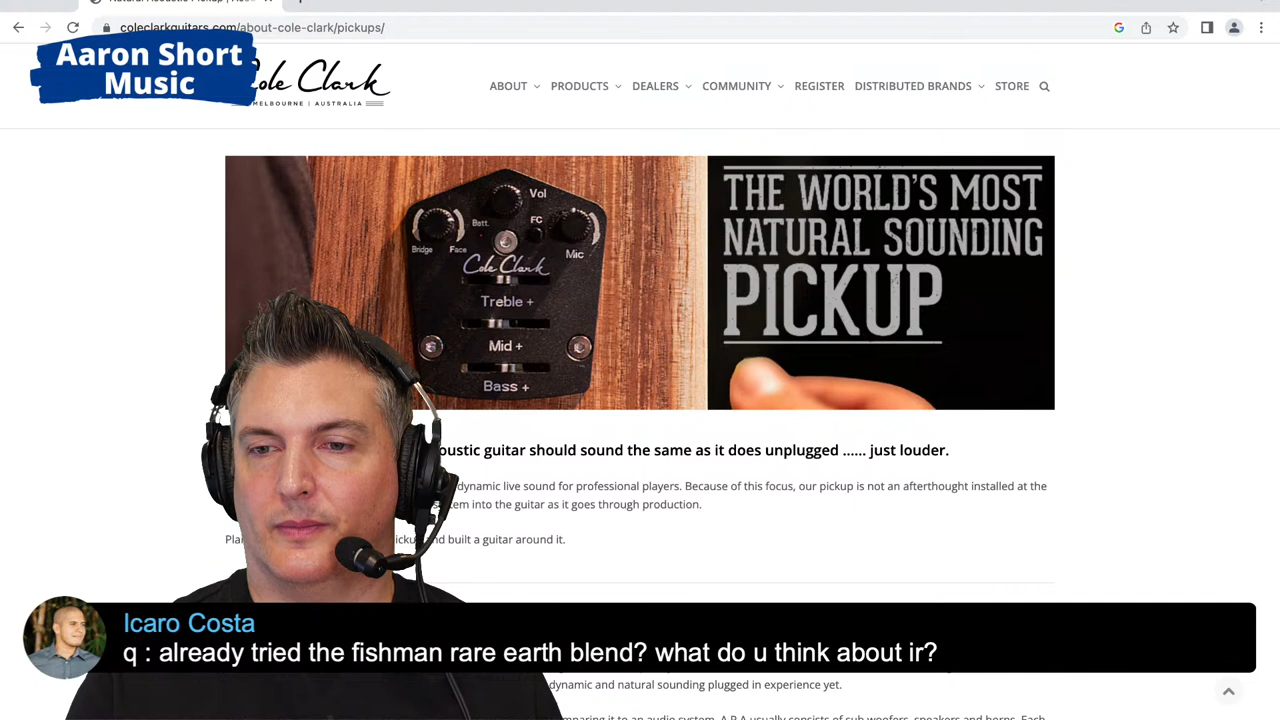 coleclarkguitars.com/about-cole-clark/pickups/
Aaron Short
Music
Cole Clark
MELBOURNE | AUSTRALIA
ABOUT PRODUCTS DEALERS COMMUNITY REGISTER DISTRIBUTED BRANDS STORE
Vol
Batt.
FC
Bridge Face
Mic
Cole Clark
Treble +
Mid +
Bass +
THE WORLD'S MOST
NATURAL SOUNDING
PICKUP
guitar should sound the same as it does unplugged ...... just louder.
dynamic live sound for professional players. Because of this focus, our pickup is not an afterthought installed at the
into the guitar as it goes through production.
and built a guitar around it.
Icaro Costa
q : already tried the fishman rare earth blend? what do u think about ir?
dynamic and natural sounding plugged in experience yet.